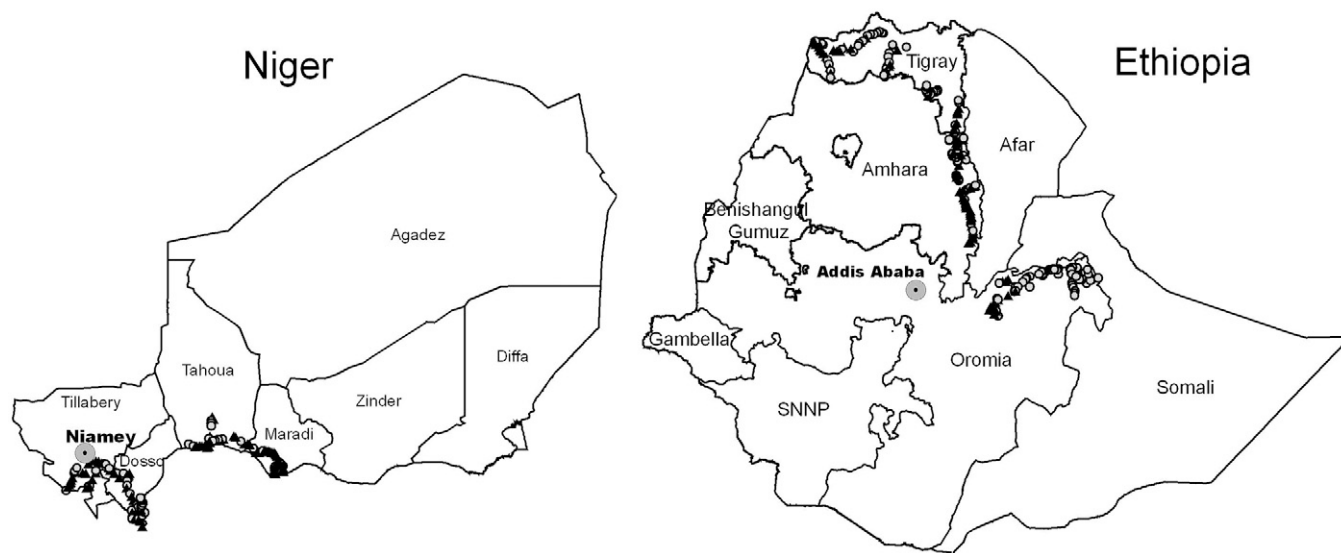 Niger
Agadez
Tahoua
Diffa
Zinder
Tillabery
Maradi
Niamey
Dosso
Ethiopia
Tigray
Afar
Amhara
Benishangul
Gumuz
Addis Ababa
Gambella
Oromia
Somali
SNNP